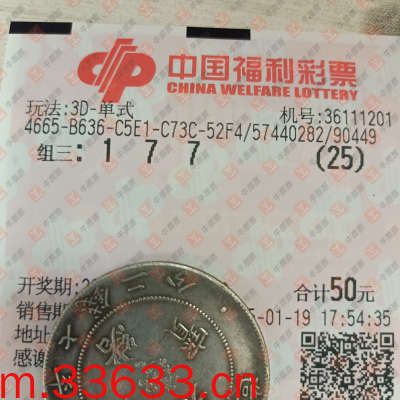 中国福利彩票
CHINA WELFARE LOTTERY
玩法:3D-单式 机号:36111201
4665-B636-C5E1-C73C-52F4/57440282/90449
组三: 1 7 7 (25)
开奖期:2 合计50元
销售期 -01-19 17:54:35
地址
感谢
m.33633.cn